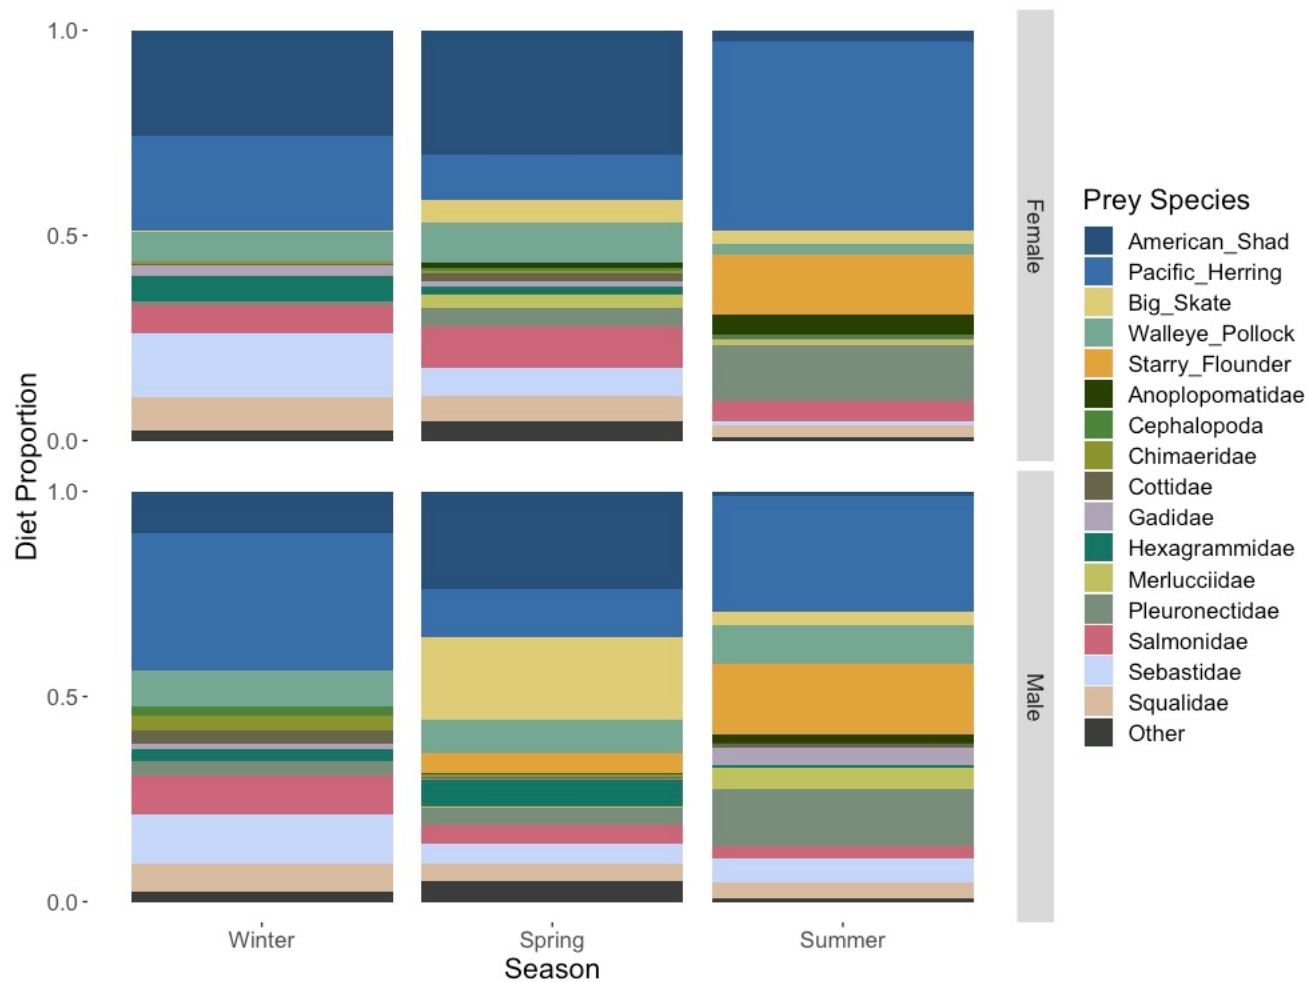 1.0
0.5
0.0
Female
1.0
0.5
0.0
Male
Diet Proportion
Winter
Spring
Summer
Season
Prey Species
American_Shad
Pacific_Herring
Big_Skate
Walleye_Pollock
Starry_Flounder
Anoplopomatidae
Cephalopoda
Chimaeridae
Cottidae
Gadidae
Hexagrammidae
Merlucciidae
Pleuronectidae
Salmonidae
Sebastidae
Squalidae
Other